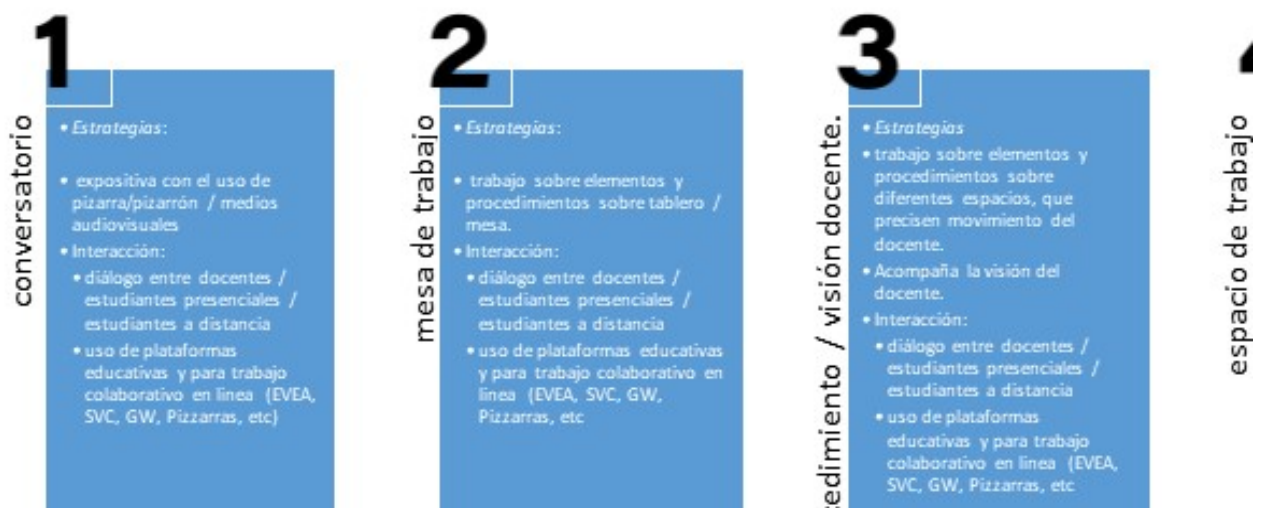 1
conversatorio
• Estrategias:
• expositiva con el uso de
pizarra/pizarrón / medios
audiovisuales
• Interacción:
• diálogo entre docentes /
estudiantes presenciales /
estudiantes a distancia
• uso de plataformas
educativas y para trabajo
colaborativo en linea (EVEA,
SVC, GW, Pizzarras, etc)
2
mesa de trabajo
• Estrategias:
• trabajo sobre elementos y
procedimientos sobre tablero /
mesa.
• Interacción:
• diálogo entre docentes /
estudiantes presenciales /
estudiantes a distancia
• uso de plataformas educativas
y para trabajo colaborativo en
linea (EVEA, SVC, GW,
Pizzarras, etc
3
/ visión docente.
• Estrategias
• trabajo sobre elementos y
procedimientos sobre
diferentes espacios, que
precisen movimiento del
docente.
• Acompaña la visión del
docente.
• Interacción:
• diálogo entre docentes /
estudiantes presenciales /
estudiantes a distancia
• uso de plataformas
educativas y para trabajo
colaborativo en linea (EVEA,
SVC, GW, Pizzarras, etc
espacio de trabajo